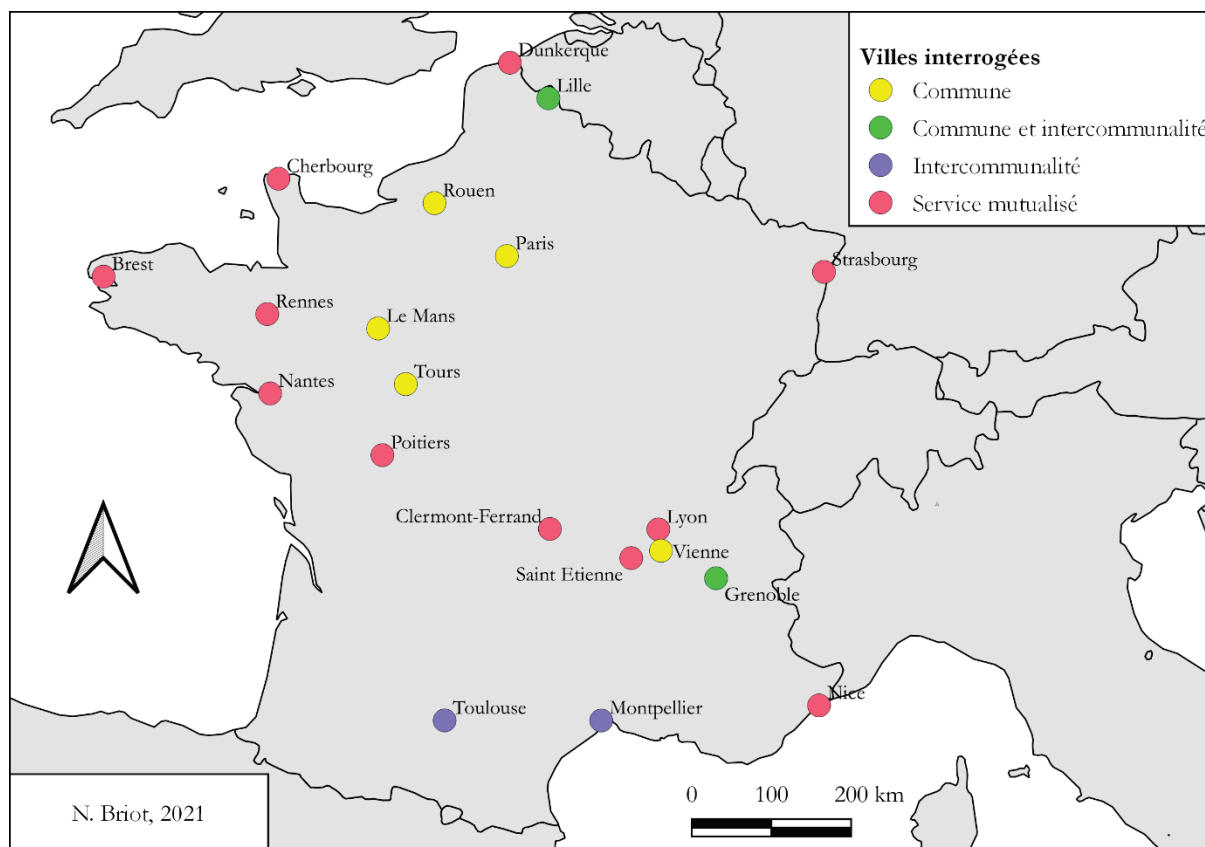 Dunkerque
Lille
Villes interrogées
Commune
Commune et intercommunalité
Intercommunalité
Service mutualisé
Cherbourg
Rouen
Paris
Brest
Strasbourg
Rennes
Le Mans
Tours
Nantes
Poitiers
Clermont-Ferrand
Lyon
Vienne
Saint Etienne
Grenoble
Nice
Toulouse
Montpellier
0 100 200 km
N. Briot, 2021